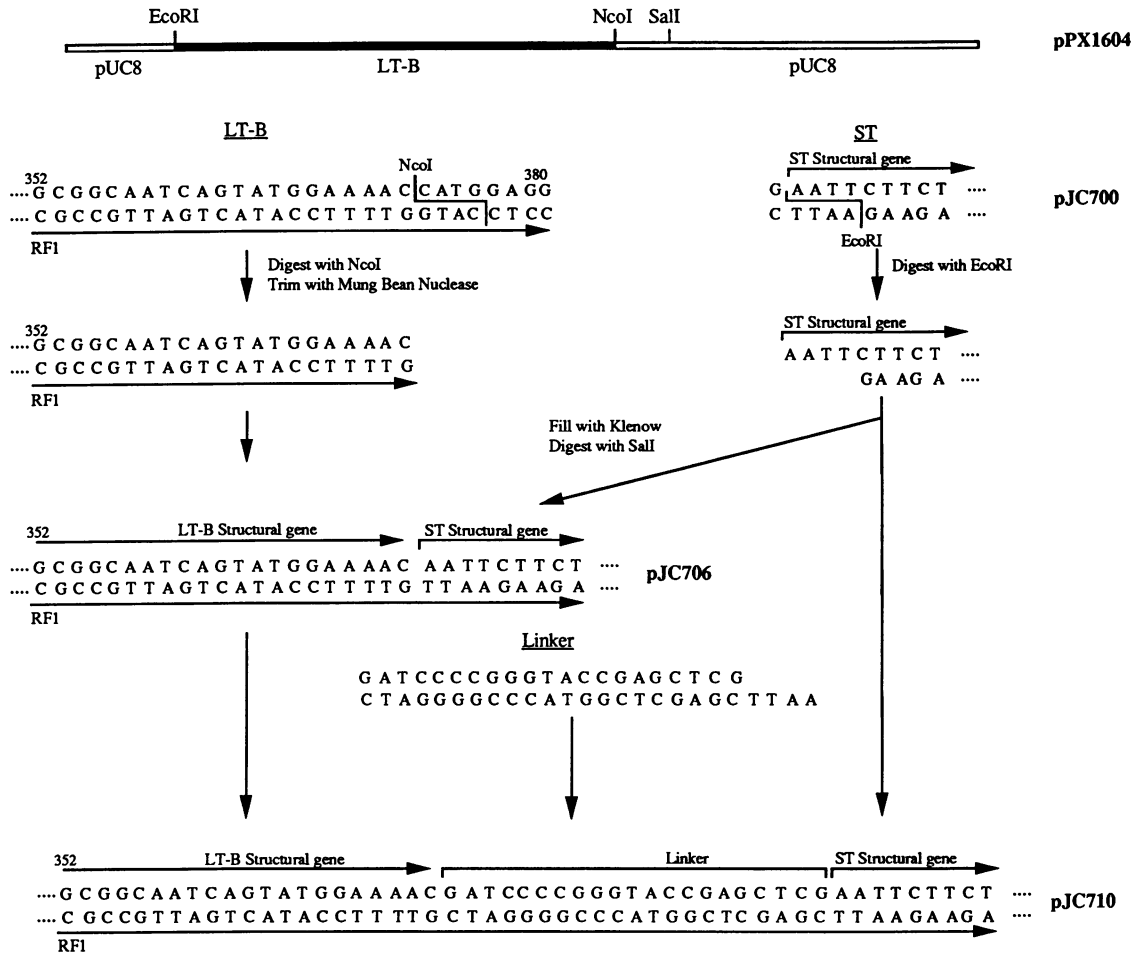 EcoRI NcoI SalI
pPX1604
pUC8 LT-B pUC8
LT-B
ST
ST Structural gene
352 NcoI 380
....G C G G C A A T C A G T A T G G A A A A C C A T G G A G G
C G C C G T T A G T C A T A C C T T T T G G T A C C T C C
....
RF1
G A A T T C T T C T ....
C T T A A G A A G A ....
pJC700
EcoRI
Digest with NcoI
Trim with Mung Bean Nuclease
Digest with EcoRI
352
....G C G G C A A T C A G T A T G G A A A A C
....C G C C G T T A G T C A T A C C T T T T G
RF1
ST Structural gene
A A T T C T T C T ....
G A A G A ....
Fill with Klenow
Digest with SalI
352 LT-B Structural gene ST Structural gene
....G C G G C A A T C A G T A T G G A A A A C A A T T C T T C T ....
....C G C C G T T A G T C A T A C C T T T T G T T A A G A A G A ....
pJC706
RF1
Linker
G A T C C C C G G G T A C C G A G C T C G
C T A G G G G C C C A T G G C T C G A G C T T A A
352 LT-B Structural gene Linker ST Structural gene
....G C G G C A A T C A G T A T G G A A A A C G A T C C C C G G G T A C C G A G C T C G A A T T C T T C T ....
....C G C C G T T A G T C A T A C C T T T T G C T A G G G G C C C A T G G C T C G A G C T T A A G A A G A ....
pJC710
RF1